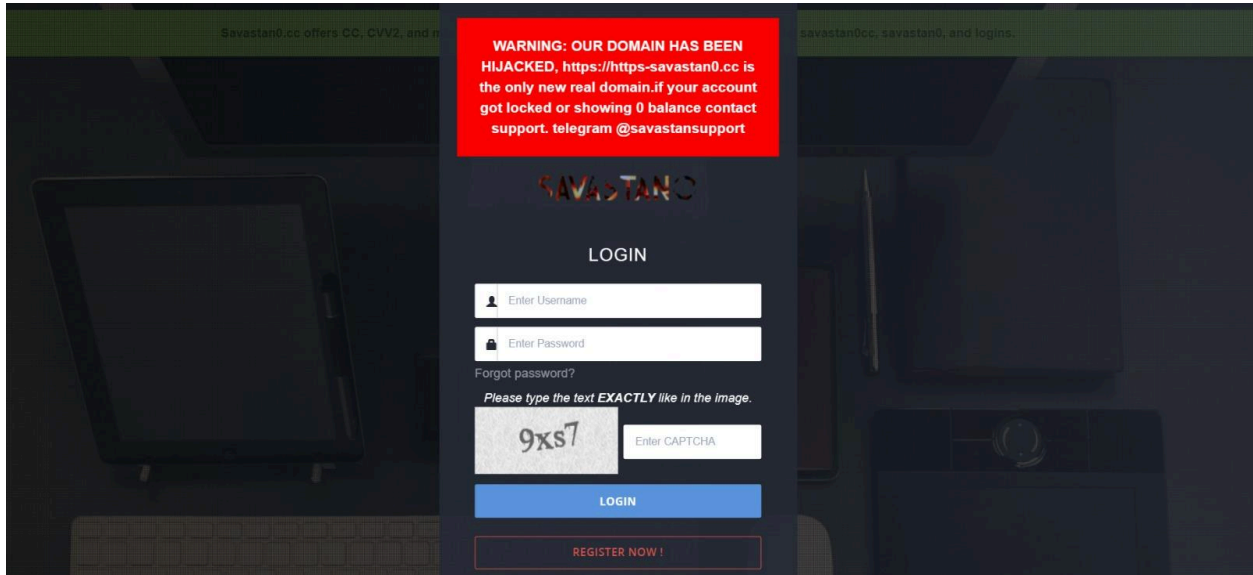 Savastan0.cc offers CC, CVV2, and savastan0cc, savastan0, and logins.
WARNING: OUR DOMAIN HAS BEEN
HIJACKED, https://https-savastan0.cc is
the only new real domain.if your account
got locked or showing 0 balance contact
support. telegram @savastansupport
SAVASTANO
LOGIN
Enter Username
Enter Password
Forgot password?
Please type the text EXACTLY like in the image.
9xs7
Enter CAPTCHA
LOGIN
REGISTER NOW !